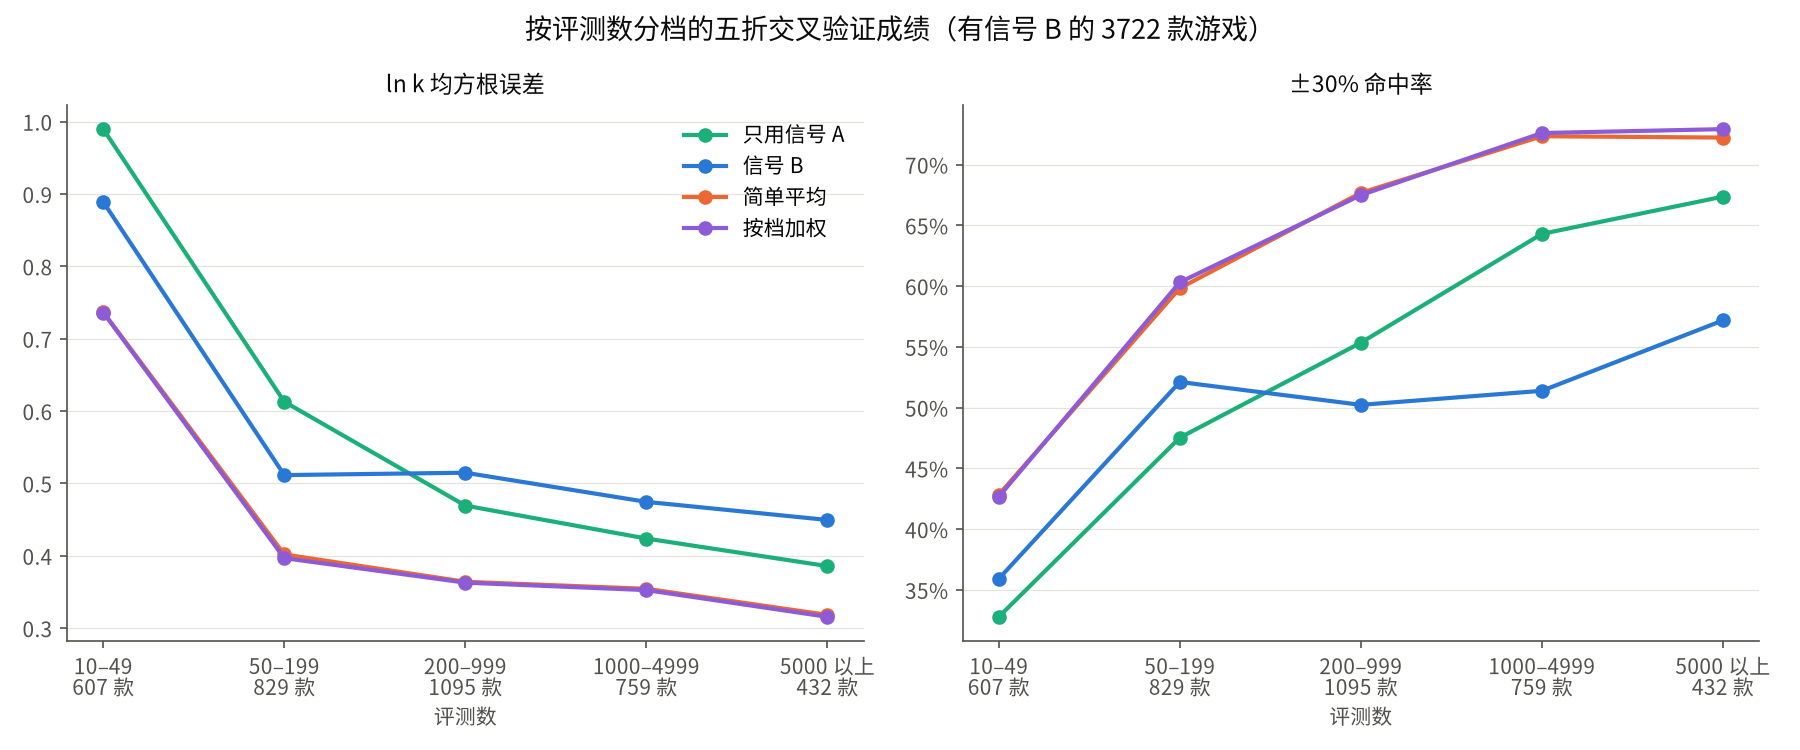 按评测数分档的五折交叉验证成绩（有信号 B 的 3722 款游戏）
ln k 均方根误差
1.0
0.9
0.8
0.7
0.6
0.5
0.4
0.3
只用信号 A
信号 B
简单平均
按档加权
10–49
607 款
50–199
829 款
200–999
1095 款
1000–4999
759 款
5000 以上
432 款
评测数
±30% 命中率
70%
65%
60%
55%
50%
45%
40%
35%
10–49
607 款
50–199
829 款
200–999
1095 款
1000–4999
759 款
5000 以上
432 款
评测数